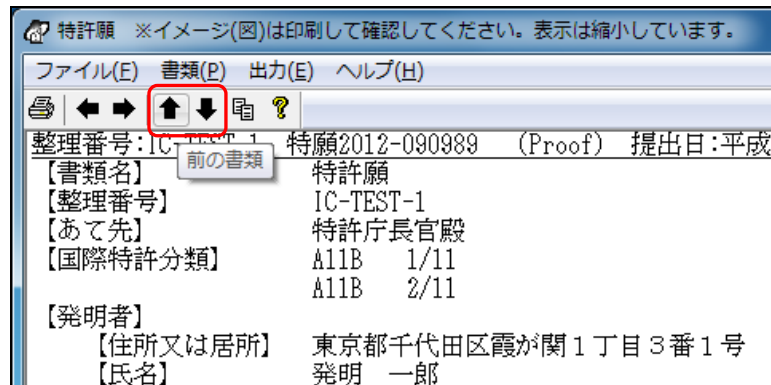 特許願　※イメージ(図)は印刷して確認してください。表示は縮小しています。
ファイル(F)　書類(P)　出力(E)　ヘルプ(H)
整理番号:IC-TEST-1　特願2012-090989　(Proof)　提出日:平成
前の書類
【書類名】　特許願
【整理番号】　IC-TEST-1
【あて先】　特許庁長官殿
【国際特許分類】　A11B　1/11
A11B　2/11
【発明者】
【住所又は居所】　東京都千代田区霞が関１丁目３番１号
【氏名】　発明　一郎